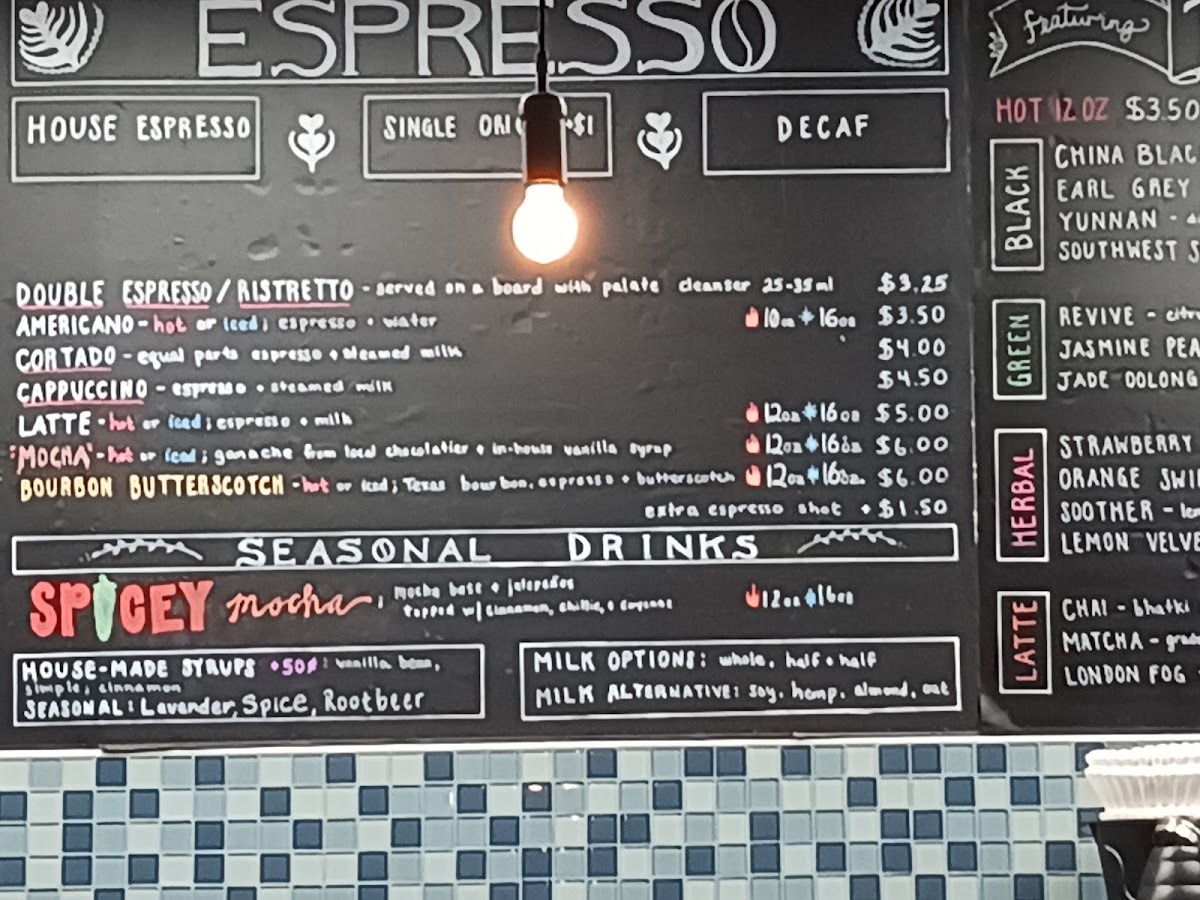 ESPRESSO
HOUSE ESPRESSO
SINGLE ORI +$1
DECAF
DOUBLE ESPRESSO / RISTRETTO - served on a board with palate cleanser 25-35ml $3.25
AMERICANO - hot or iced; espresso + water 10oz 16oz $3.50
CORTADO - equal parts espresso + steamed milk $4.00
CAPPUCCINO - espresso + steamed milk $4.50
LATTE - hot or iced; espresso + milk 12oz 16oz $5.00
"MOCHA" - hot or iced; ganache from local chocolatier + in-house vanilla syrup 12oz 16oz $6.00
BOURBON BUTTERSCOTCH - hot or iced; Texas bourbon, espresso + butterscotch 12oz 16oz $6.00
extra espresso shot + $1.50
SEASONAL DRINKS
SPICEY mocha; mocha base + jalepeños
topped w/ cinnamon, chillie, + cayenne 12oz 16oz
HOUSE-MADE SYRUPS +50¢: vanilla bean,
simple, cinnamon
SEASONAL: Lavender, Spice, Rootbeer
MILK OPTIONS: whole, half + half
MILK ALTERNATIVE: soy, hemp, almond, oat
featuring
HOT 12 OZ $3.50
BLACK
CHINA BLAC
EARL GREY
YUNNAN -
SOUTHWEST S
GREEN
REVIVE - citru
JASMINE PEA
JADE OOLONG
HERBAL
STRAWBERRY
ORANGE SWI
SOOTHER - lem
LEMON VELVE
LATTE
CHAI - bhakti
MATCHA - grade
LONDON FOG -